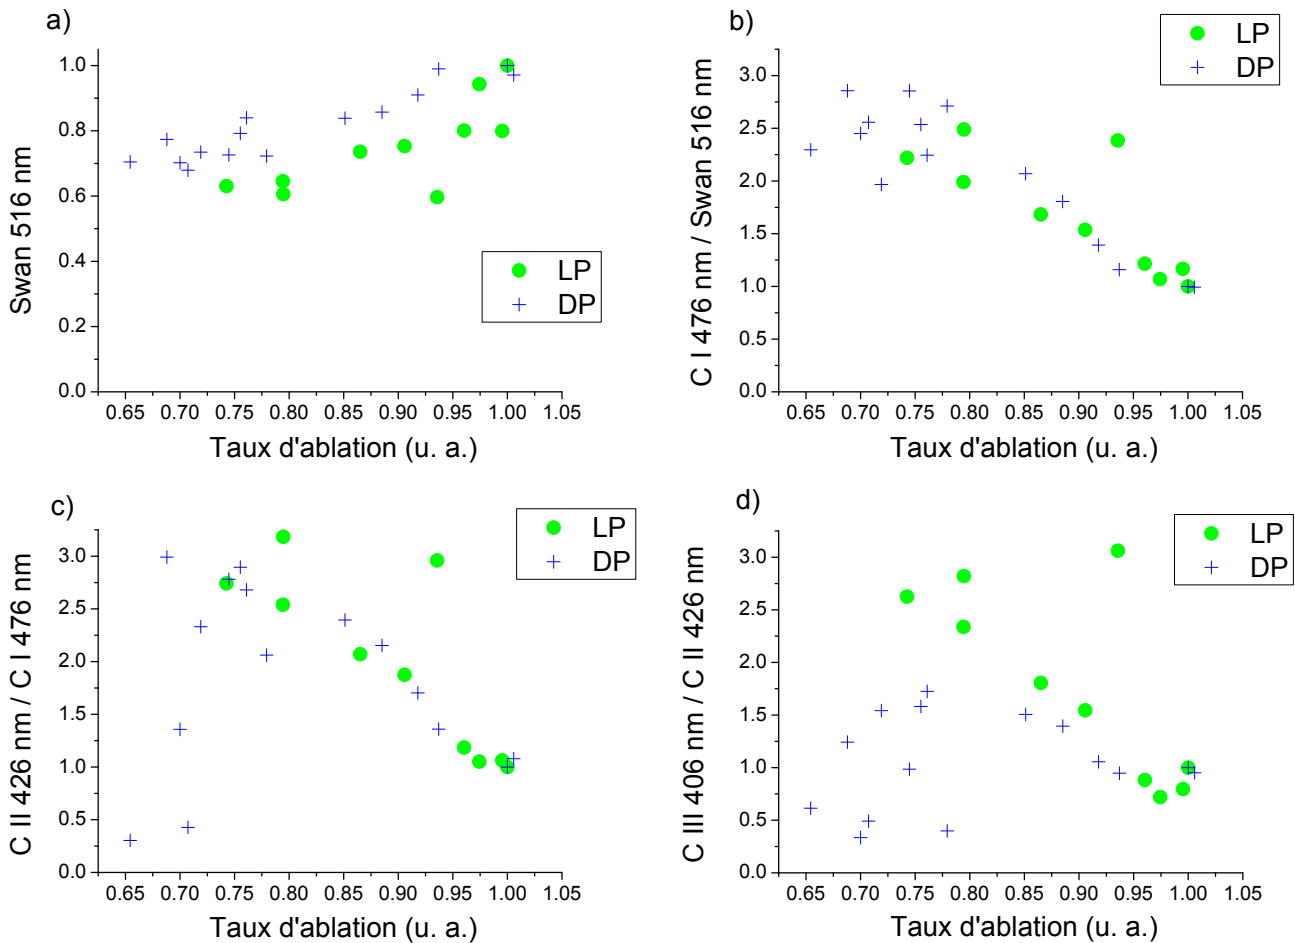 a)
Swan 516 nm
1.0
0.8
0.6
0.4
0.2
0.0
0.65 0.70 0.75 0.80 0.85 0.90 0.95 1.00 1.05
Taux d'ablation (u. a.)
LP
DP
b)
C I 476 nm / Swan 516 nm
3.0
2.5
2.0
1.5
1.0
0.5
0.0
0.65 0.70 0.75 0.80 0.85 0.90 0.95 1.00 1.05
Taux d'ablation (u. a.)
LP
DP
c)
C II 426 nm / C I 476 nm
3.0
2.5
2.0
1.5
1.0
0.5
0.0
0.65 0.70 0.75 0.80 0.85 0.90 0.95 1.00 1.05
Taux d'ablation (u. a.)
LP
DP
d)
C III 406 nm / C II 426 nm
3.0
2.5
2.0
1.5
1.0
0.5
0.0
0.65 0.70 0.75 0.80 0.85 0.90 0.95 1.00 1.05
Taux d'ablation (u. a.)
LP
DP